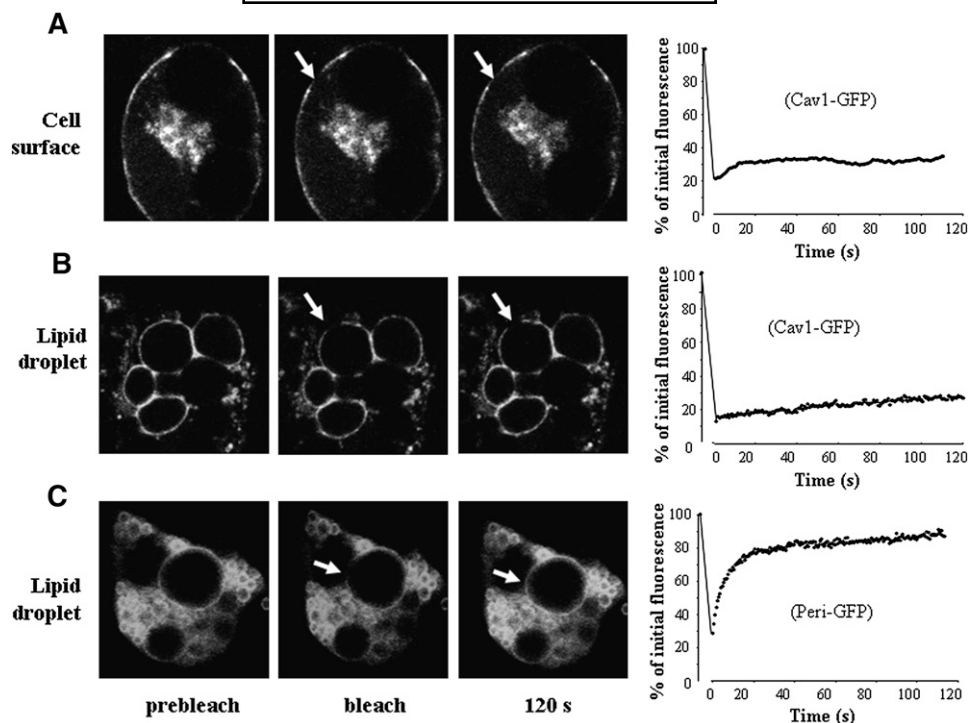 A
Cell
surface
% of initial fluorescence
100
80
60
40
20
0
(Cav1-GFP)
0 20 40 60 80 100 120
Time (s)
B
Lipid
droplet
% of initial fluorescence
100
80
60
40
20
0
(Cav1-GFP)
0 20 40 60 80 100 120
Time (s)
C
Lipid
droplet
% of initial fluorescence
100
80
60
40
20
0
(Peri-GFP)
0 20 40 60 80 100 120
Time (s)
prebleach bleach 120 s